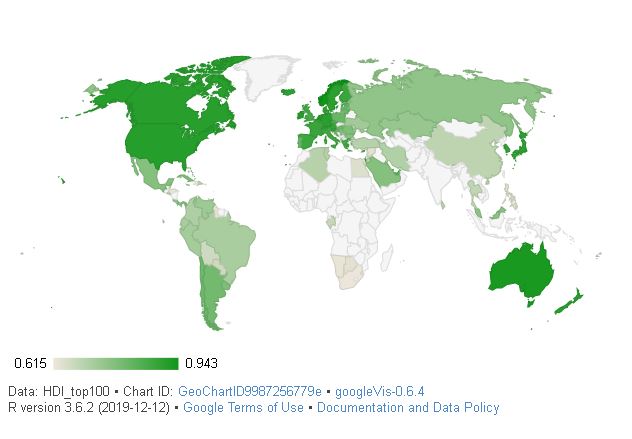 0.615 0.943
Data: HDI_top100 • Chart ID: GeoChartID9987256779e • googleVis-0.6.4
R version 3.6.2 (2019-12-12) • Google Terms of Use • Documentation and Data Policy